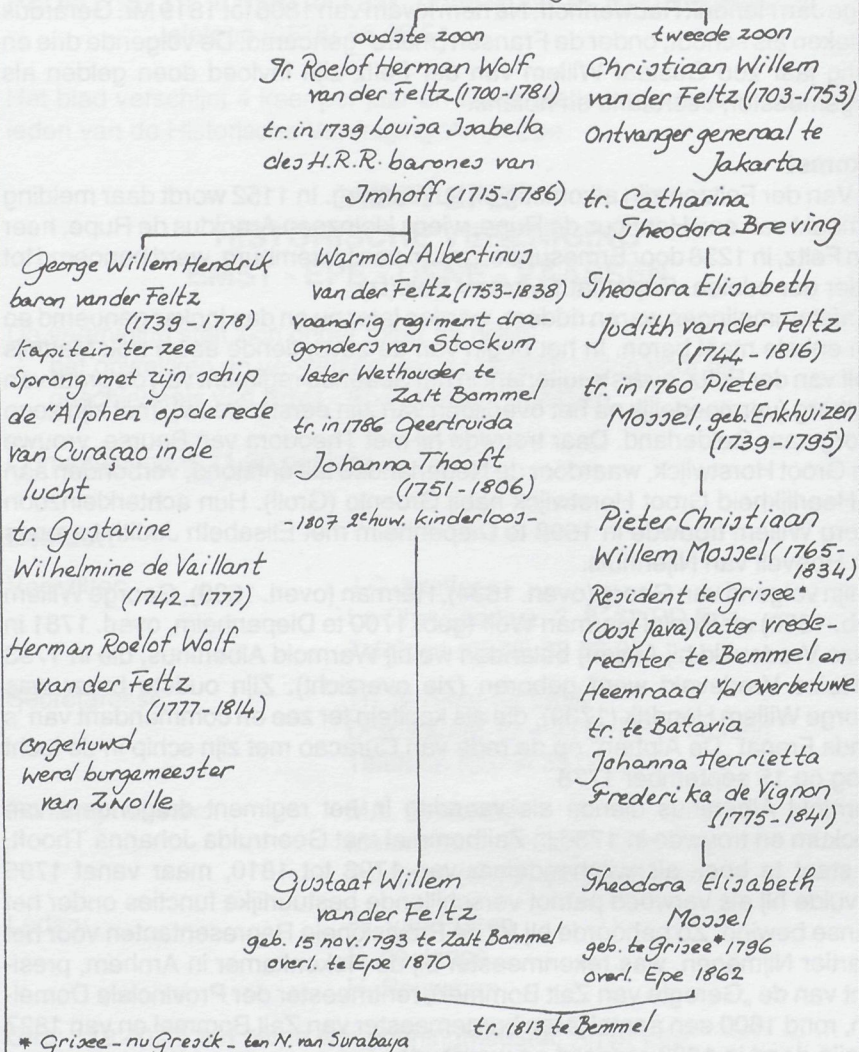 oudste zoon
Jr. Roelof Herman Wolf
van der Feltz (1700-1781)
tr. in 1739 Louisa Isabella
des H.R.R. barones van
Imhoff (1715-1786)
tweede zoon
Christiaan Willem
van der Feltz (1703-1753)
Ontvanger generaal te
Jakarta
tr. Catharina
Theodora Breving
George Willem Hendrik
baron van der Feltz
(1739-1778)
Kapitein ter zee
Sprong met zijn schip
de "Alphen" op de rede
van Curacao in de
lucht.
tr. Gustavine
Wilhelmine de Vaillant
(1742-1777)
Herman Roelof Wolf
van der Feltz
(1777-1814)
ongehuwd
werd burgemeester
van Zwolle
Warmold Albertinus
van der Feltz (1753-1838)
vaandrig regiment dra-
gonders van Stockum
later Wethouder te
Zalt Bommel
tr. in 1786 Geertruida
Johanna Thooft
(1751-1806)
-1807 2e huw. kinderloos
Theodora Elisabeth
Judith van der Feltz
(1744-1816)
tr. in 1760 Pieter
Mossel, geb. Enkhuizen
(1739-1795)
Pieter Christiaan
Willem Mossel (1765-
1834)
Resident te Grisee*
(Oost Java) later vrede-
rechter te Bemmel en
Heemraad v/d Overbetuwe
tr. te Batavia
Johanna Henrietta
Frederika de Vignon
(1775-1841)
Gustaaf Willem
van der Feltz
geb. 15 nov. 1793 te Zalt Bommel
overl. te Epe 1870
Theodora Elisabeth
Mossel
geb. te Grisee* 1796
overl. Epe 1862
tr. 1813 te Bemmel
* Grisee - nu Gresik - ten N. van Surabaya